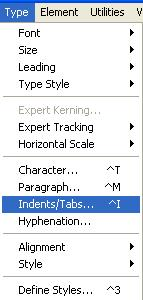 Type Element Utilities
Font
Size
Leading
Type Style
Expert Kerning...
Expert Tracking
Horizontal Scale
Character... ^T
Paragraph... ^M
Indents/Tabs... ^I
Hyphenation...
Alignment
Style
Define Styles... ^3